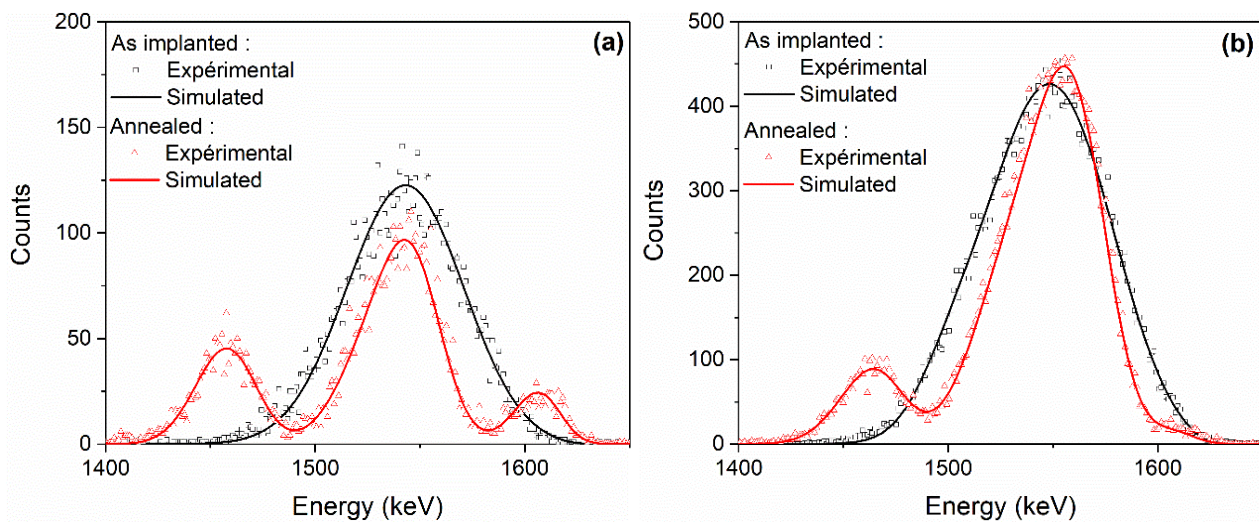 (a)
As implanted :
Expérimental
Simulated
Annealed :
Expérimental
Simulated
200
150
100
50
0
Counts
1400
1500
1600
Energy (keV)
(b)
As implanted :
Expérimental
Simulated
Annealed :
Expérimental
Simulated
500
400
300
200
100
0
Counts
1400
1500
1600
Energy (keV)